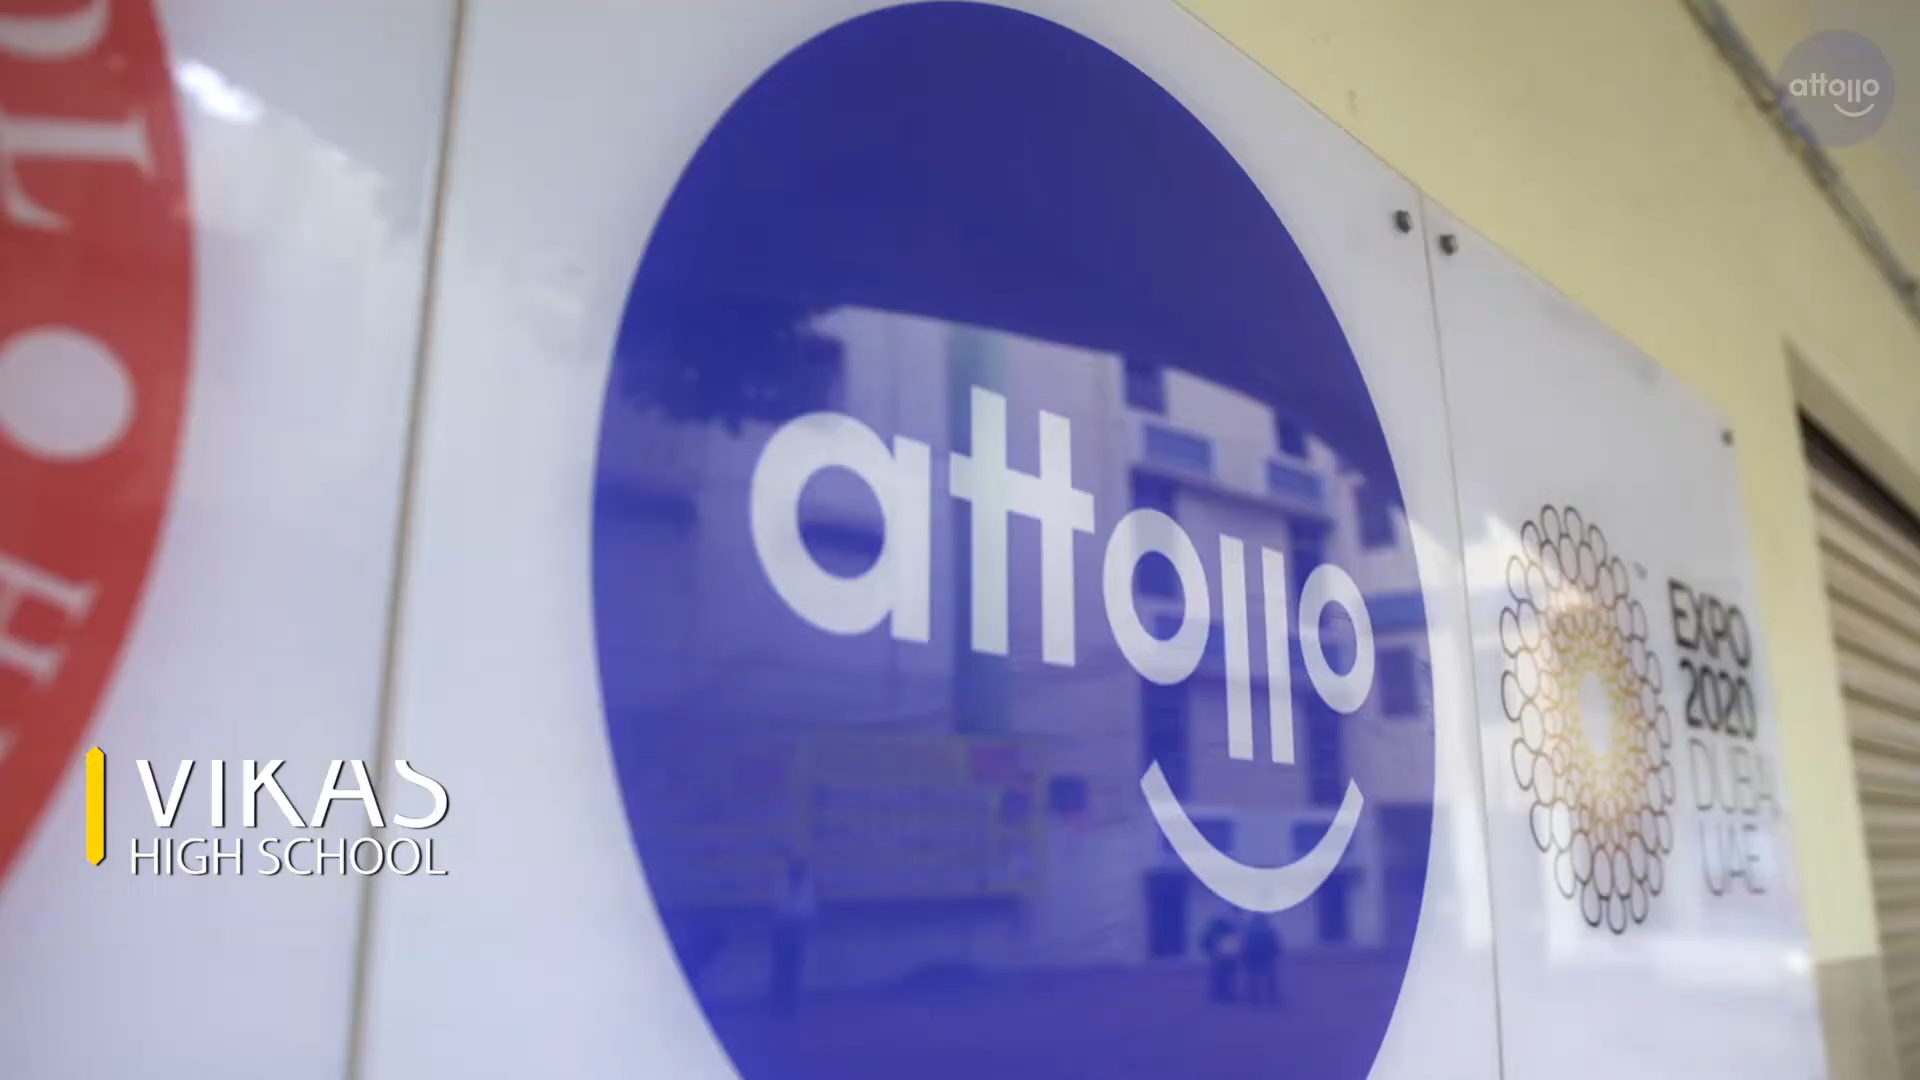 attollo
attollo
EXPO
2020
DUBAI
UAE
VIKAS
HIGH SCHOOL